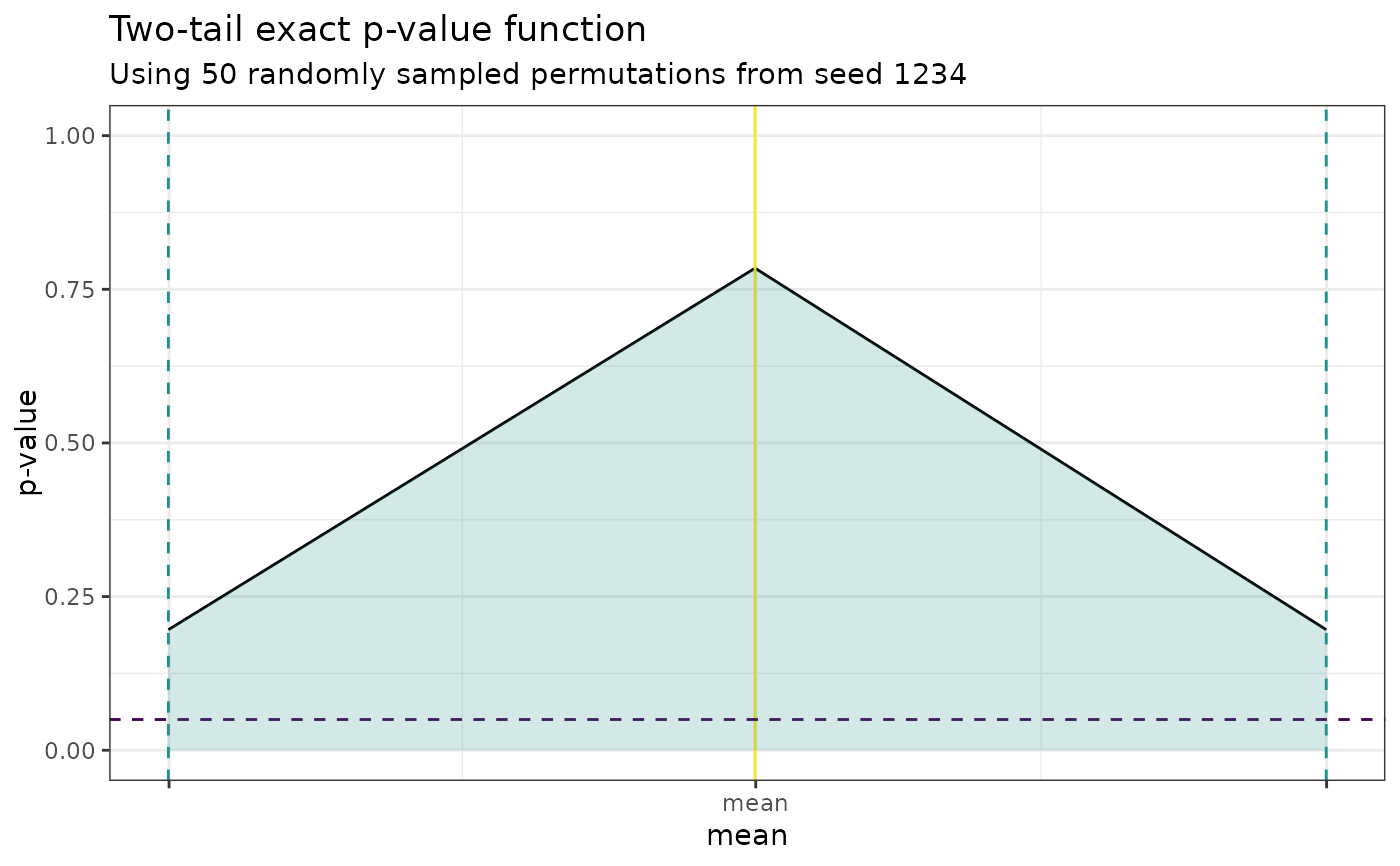 Two-tail exact p-value function
Using 50 randomly sampled permutations from seed 1234
1.00
0.75
0.50
0.25
0.00
p-value
mean
mean